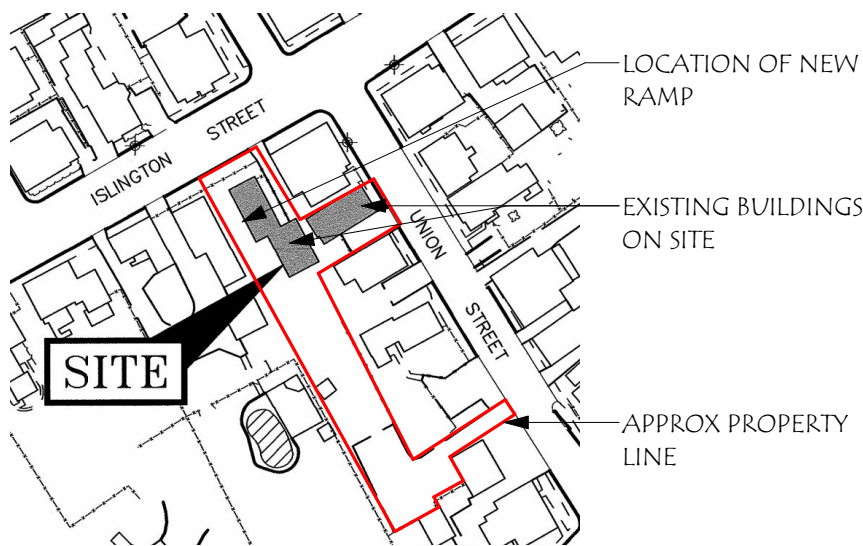 LOCATION OF NEW
RAMP
ISLINGTON STREET
EXISTING BUILDINGS
ON SITE
UNION STREET
SITE
APPROX PROPERTY
LINE